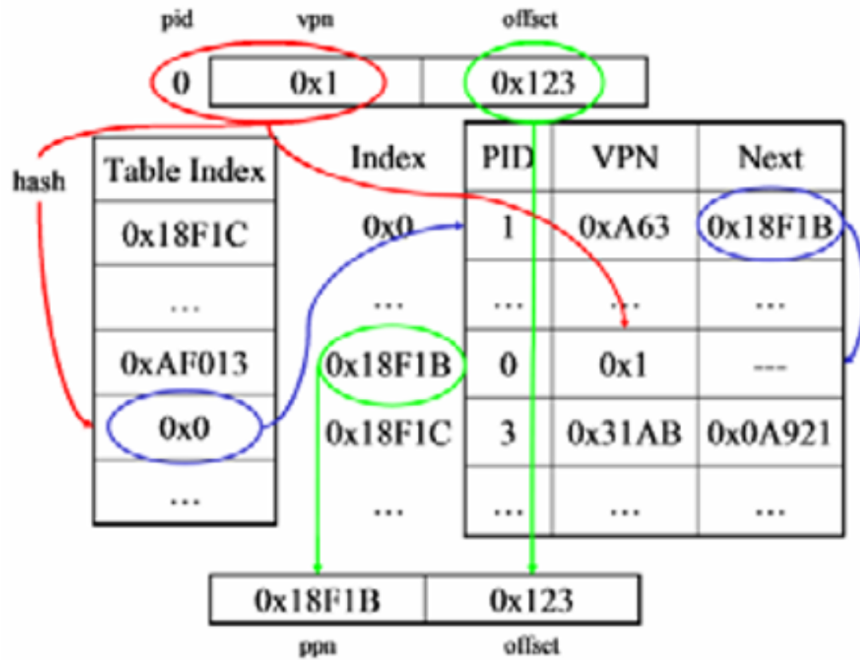 pid vpn offset
0 0x1 0x123
hash
Table Index
0x18F1C
...
0xAF013
0x0
...
Index PID VPN Next
0x0 1 0xA63 0x18F1B
... ... ... ...
0x18F1B 0 0x1 ---
0x18F1C 3 0x31AB 0x0A921
... ... ... ...
0x18F1B 0x123
ppn offset